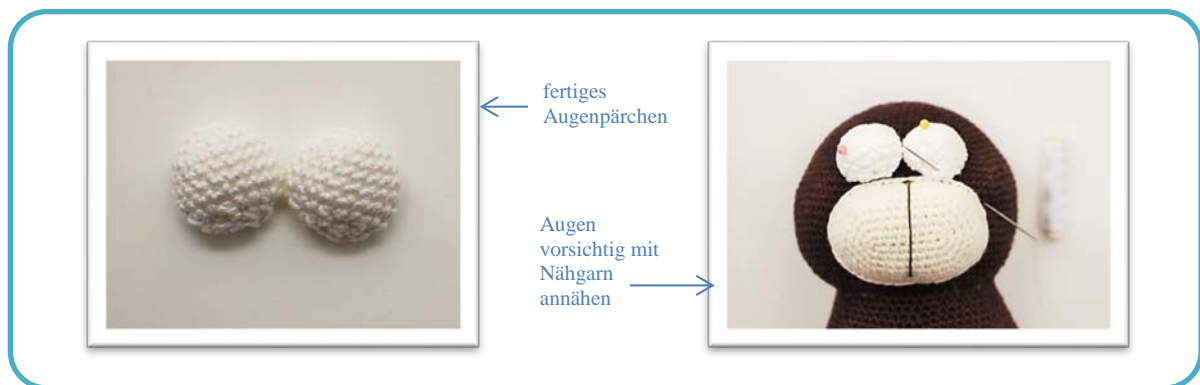 fertiges
Augenpärchen
Augen
vorsichtig mit
Nähgarn
annähen